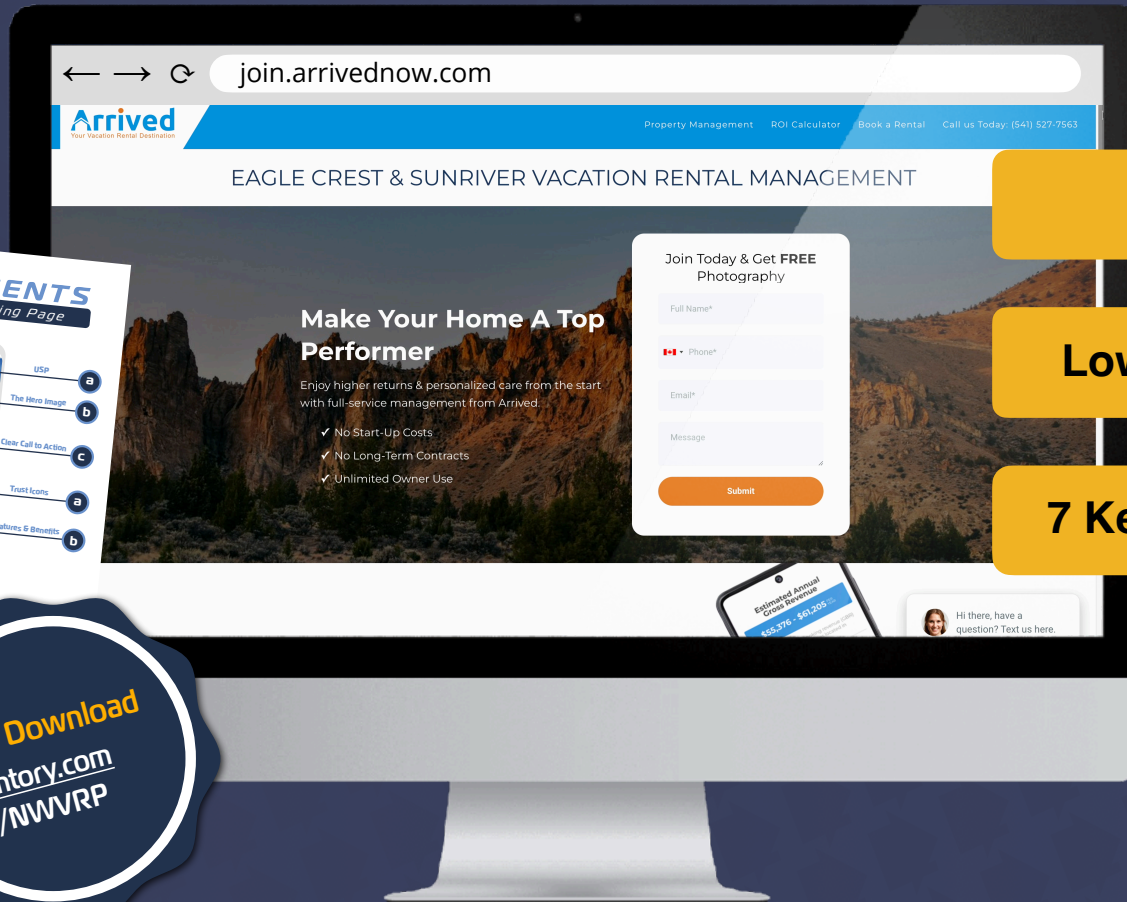 join.arrivednow.com
Arrived
Your Vacation Rental Destination
Property Management ROI Calculator Book a Rental Call us Today: (541) 527-7563
EAGLE CREST & SUNRIVER VACATION RENTAL MANAGEMENT
Make Your Home A Top
Performer
Enjoy higher returns & personalized care from the start
with full-service management from Arrived.
✓ No Start-Up Costs
✓ No Long-Term Contracts
✓ Unlimited Owner Use
Join Today & Get FREE
Photography
Full Name*
Phone*
Email*
Message
Submit
Estimated Annual
Gross Revenue
$55,376 - $61,205
Hi there, have a
question? Text us here.
ENTS
ing Page
USP
a
The Hero Image
b
Clear Call to Action
c
Trust Icons
a
atures & Benefits
b
Download
ntory.com
/NWVRP
Low
7 Ke